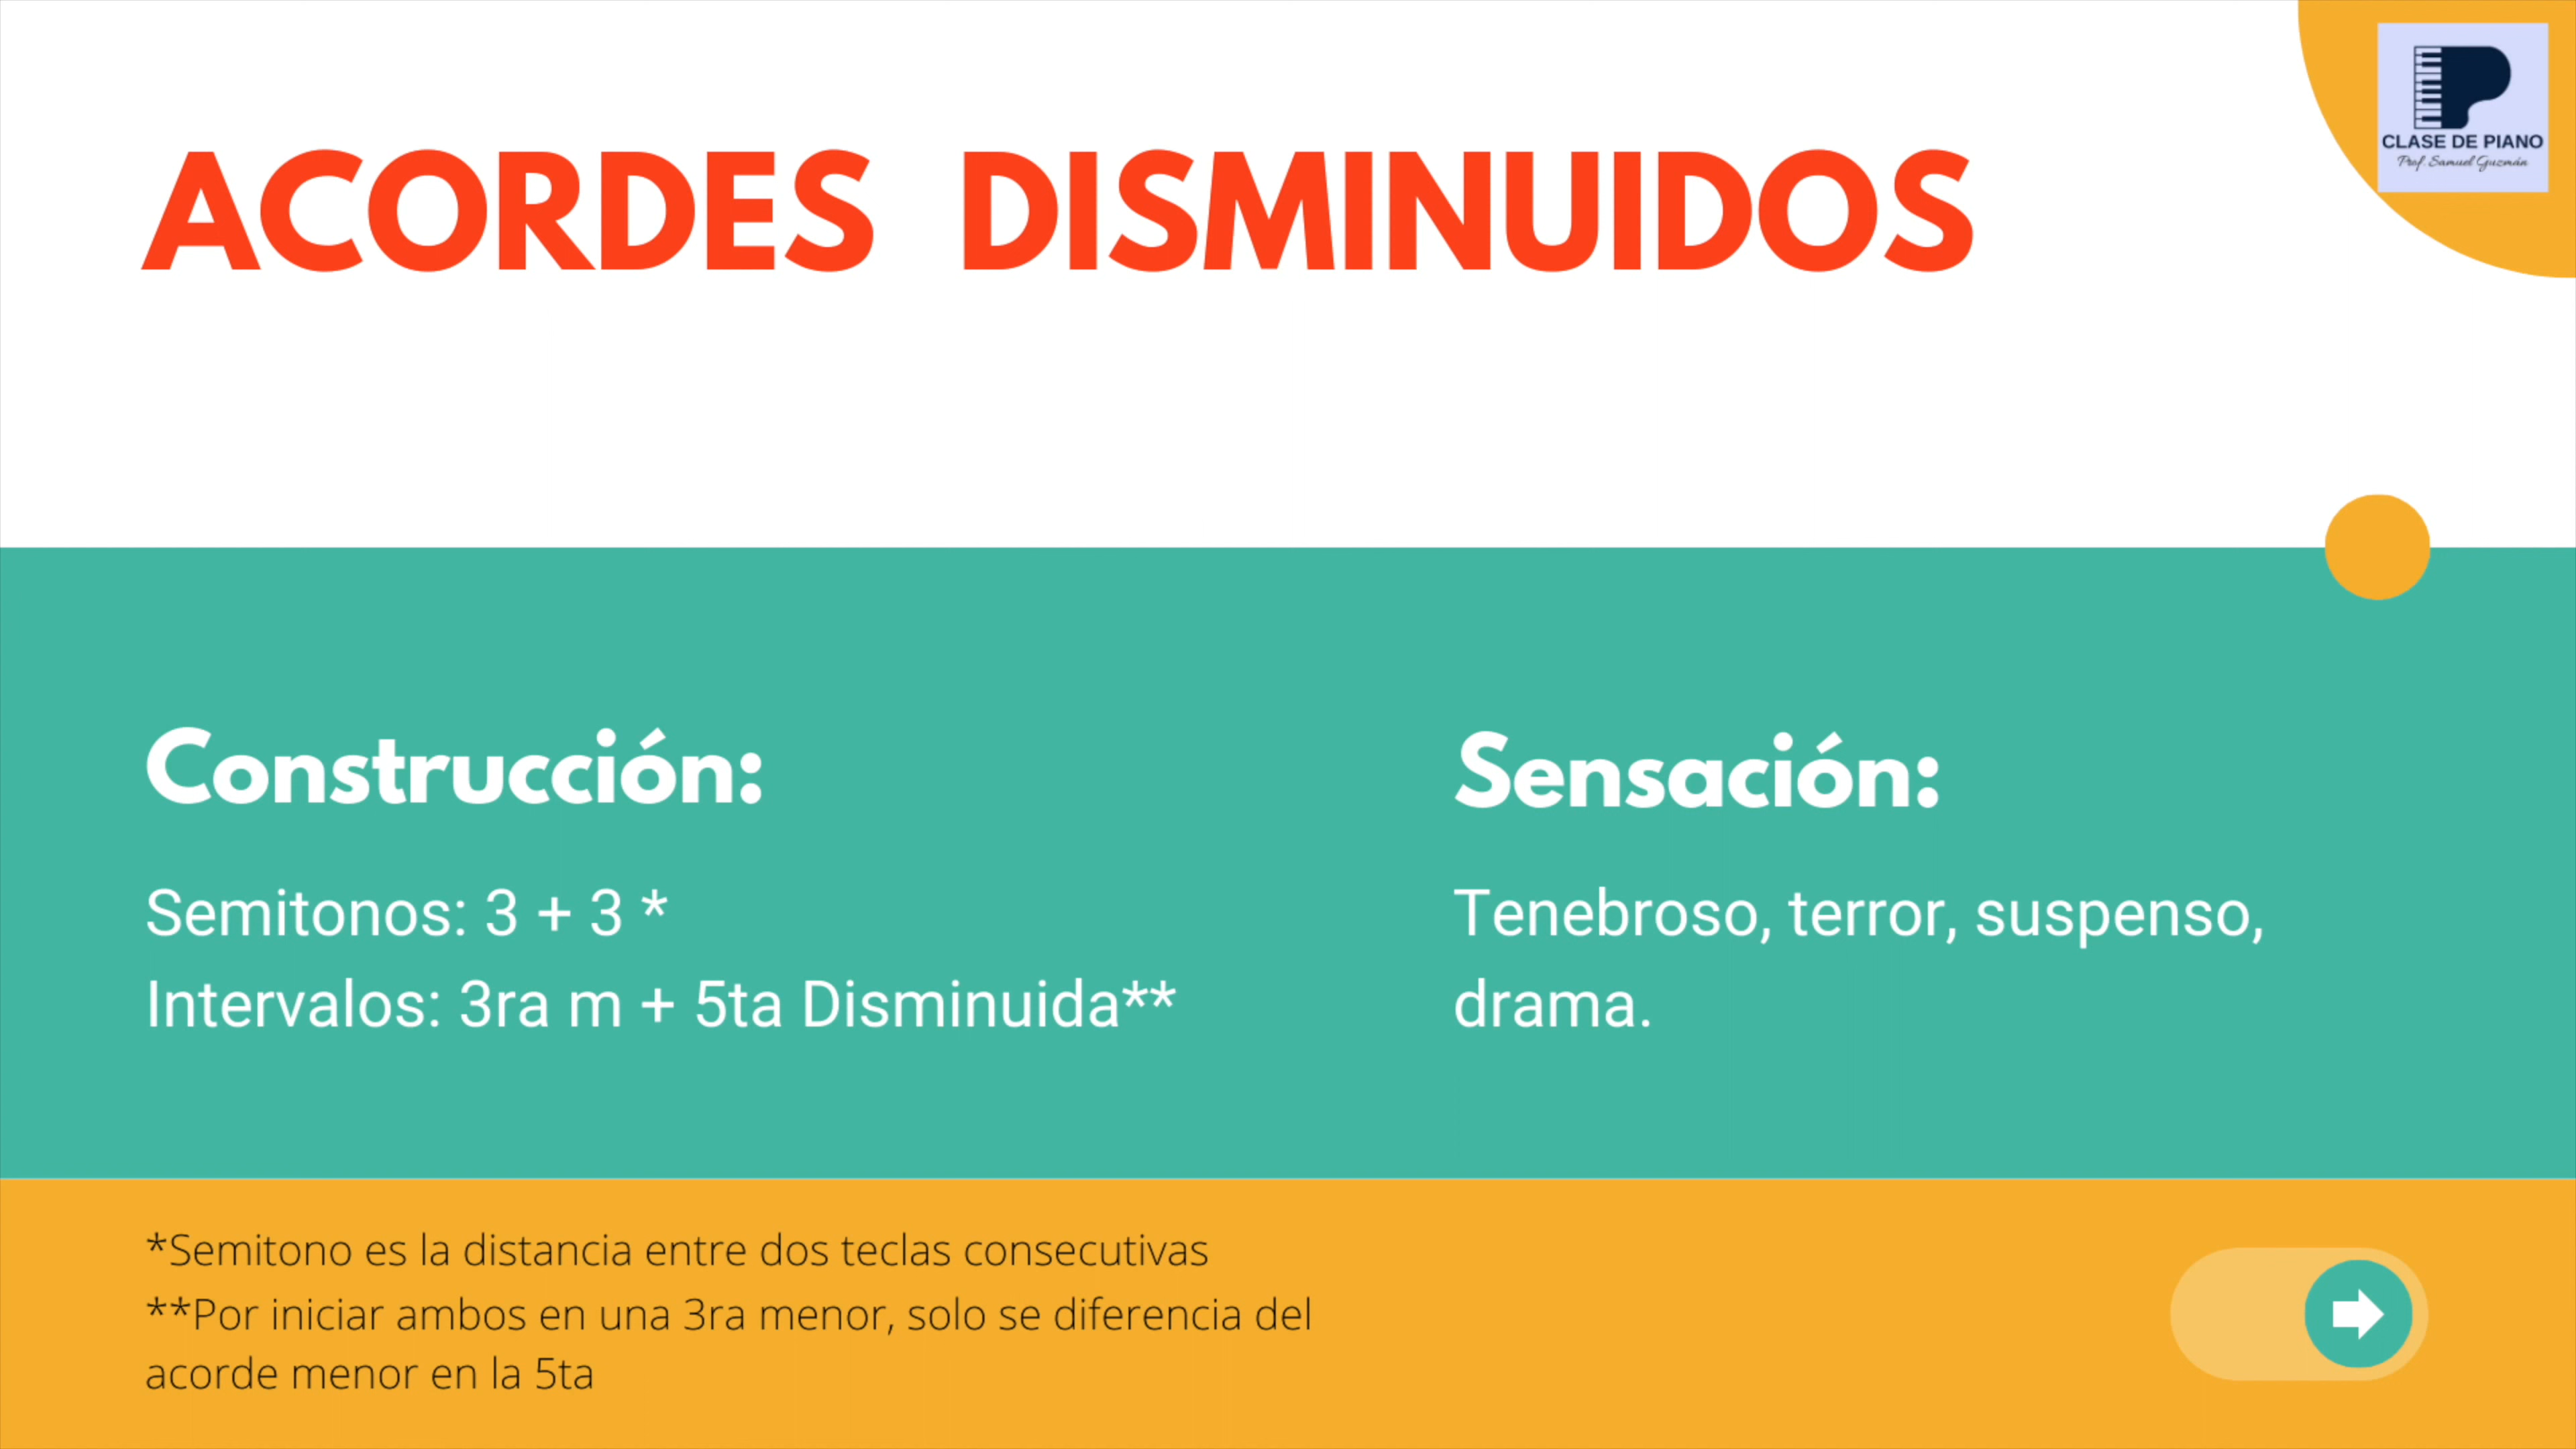 CLASE DE PIANO
Prof. Samuel Guzmán
ACORDES DISMINUIDOS
Construcción:
Semitonos: 3 + 3 *
Intervalos: 3ra m + 5ta Disminuida**
Sensación:
Tenebroso, terror, suspenso,
drama.
*Semitono es la distancia entre dos teclas consecutivas
**Por iniciar ambos en una 3ra menor, solo se diferencia del
acorde menor en la 5ta